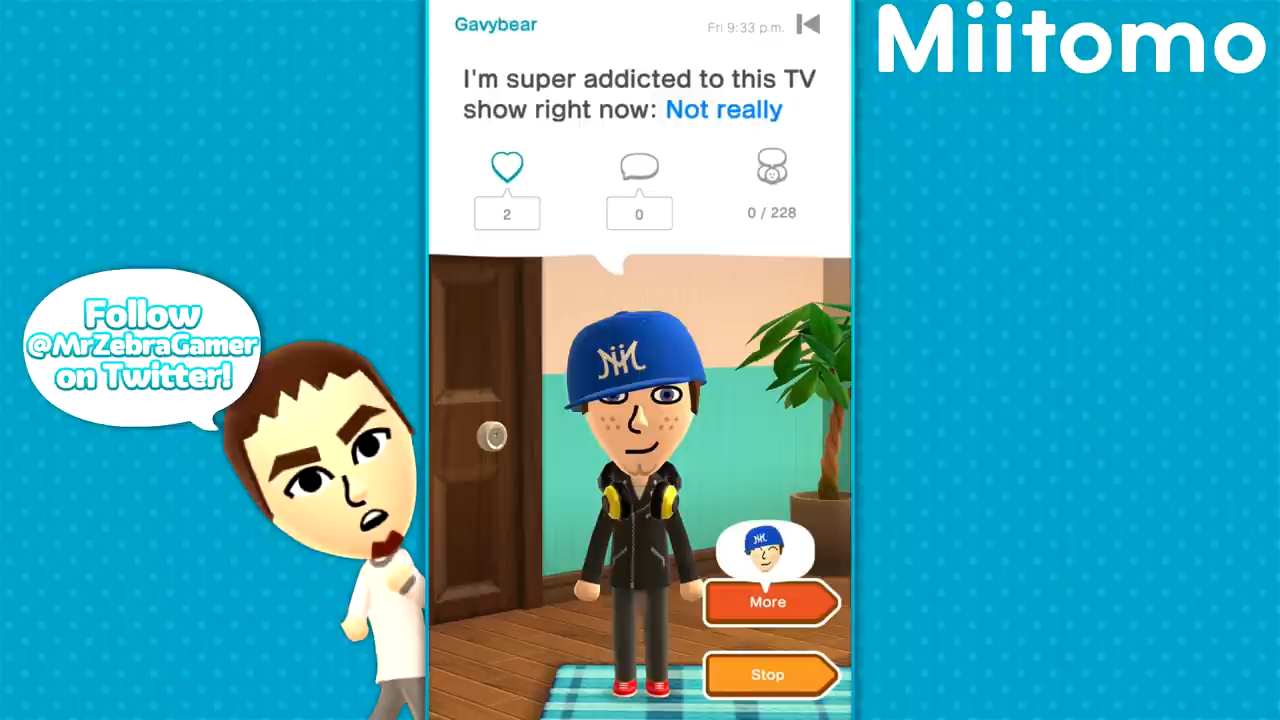 Gavybear
Fri 9:33 p.m.
Miitomo
I'm super addicted to this TV
show right now: Not really
2
0
0 / 228
Follow
@MrZebraGamer
on Twitter!
More
Stop